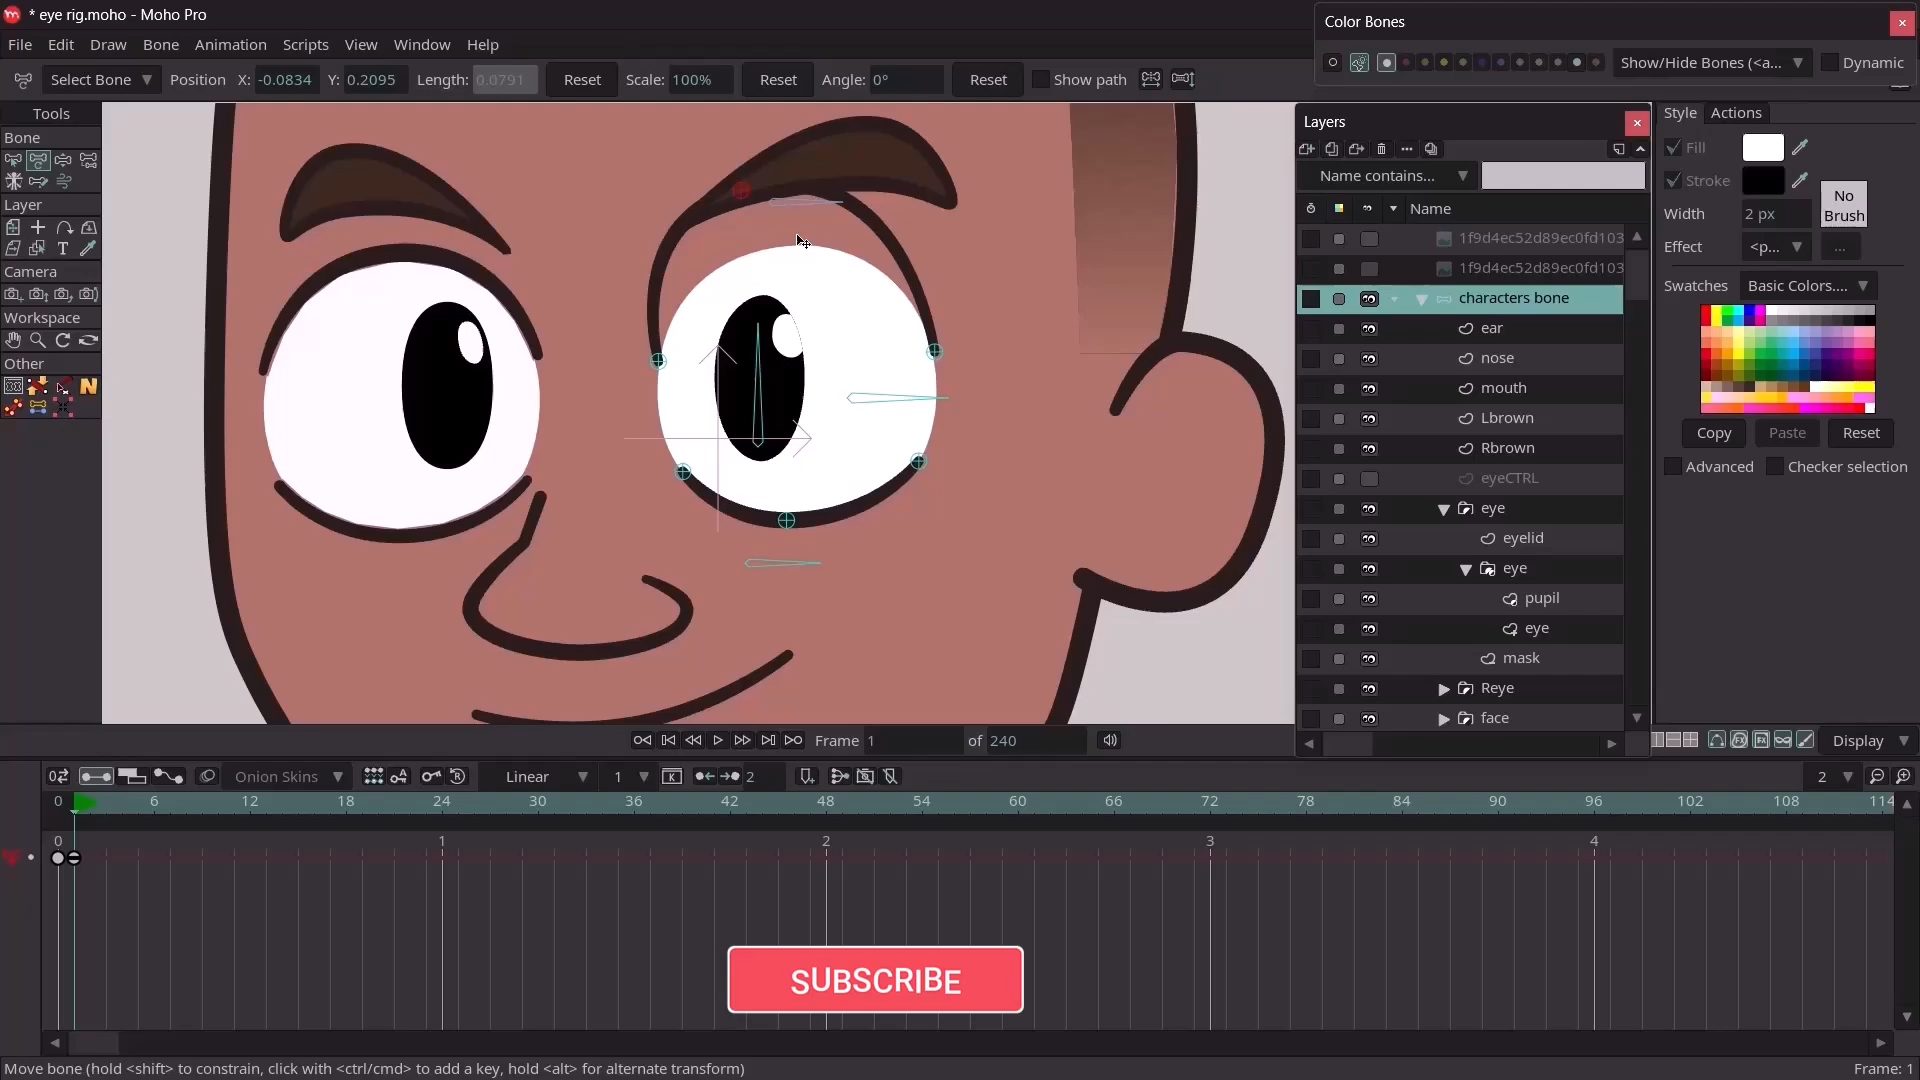 * eye rig.moho - Moho Pro
File Edit Draw Bone Animation Scripts View Window Help
Select Bone Position X: -0.0834 Y: 0.2095 Length: 0.0791 Reset Scale: 100% Reset Angle: 0° Reset Show path
Color Bones
Show/Hide Bones (<a... Dynamic
Tools
Bone
Layer
T
Camera
Workspace
Other
N
Layers
Name contains...
Name
1f9d4ec52d89ec0fd103
1f9d4ec52d89ec0fd103
characters bone
ear
nose
mouth
Lbrown
Rbrown
eyeCTRL
eye
eyelid
eye
pupil
eye
mask
Reye
face
Style Actions
Fill
Stroke
No Brush
Width 2 px
Effect <p... ...
Swatches Basic Colors....
Copy Paste Reset
Advanced Checker selection
Frame 1 of 240
Display
Onion Skins Linear 1 2 2
0 6 12 18 24 30 36 42 48 54 60 66 72 78 84 90 96 102 108 114
0 1 2 3 4
SUBSCRIBE
Move bone (hold <shift> to constrain, click with <ctrl/cmd> to add a key, hold <alt> for alternate transform)
Frame: 1